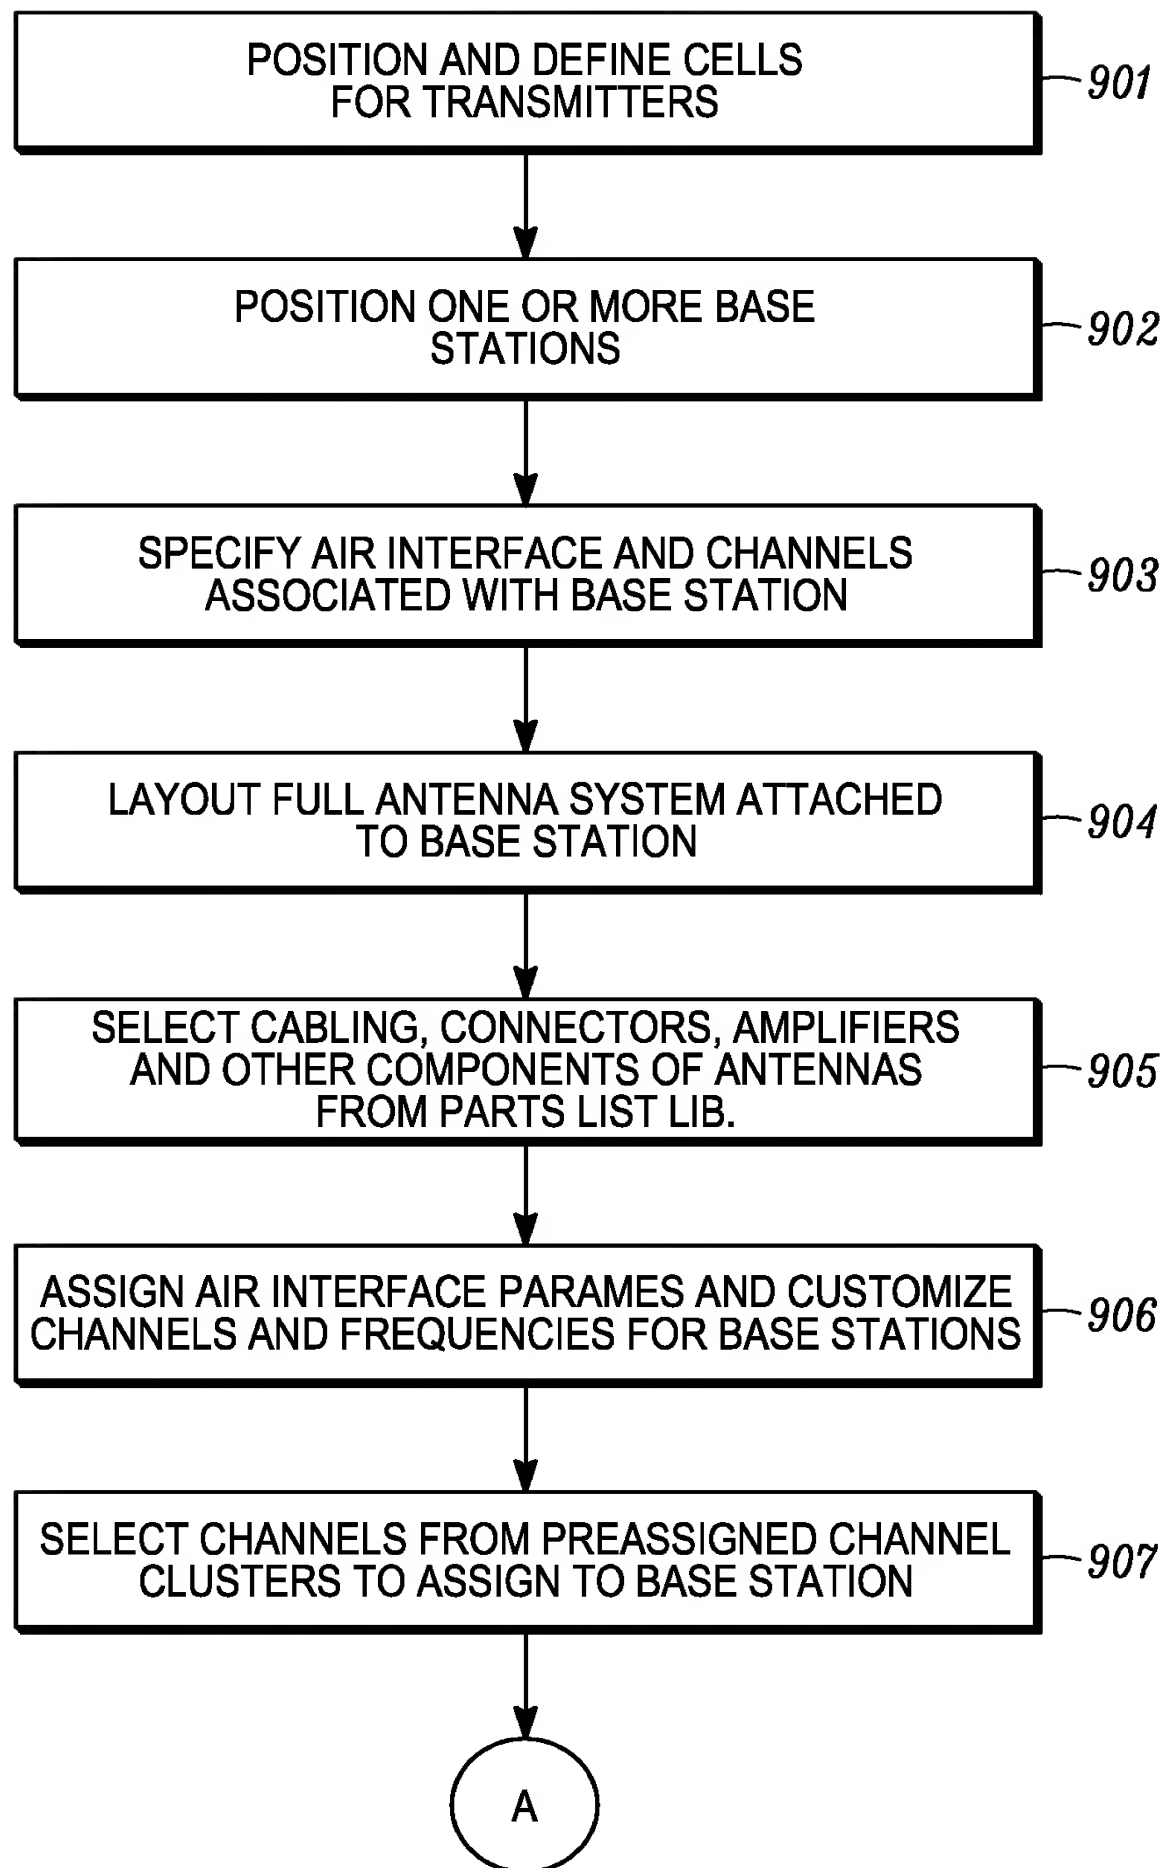 POSITION AND DEFINE CELLS
FOR TRANSMITTERS
901
POSITION ONE OR MORE BASE
STATIONS
902
SPECIFY AIR INTERFACE AND CHANNELS
ASSOCIATED WITH BASE STATION
903
LAYOUT FULL ANTENNA SYSTEM ATTACHED
TO BASE STATION
904
SELECT CABLING, CONNECTORS, AMPLIFIERS
AND OTHER COMPONENTS OF ANTENNAS
FROM PARTS LIST LIB.
905
ASSIGN AIR INTERFACE PARAMES AND CUSTOMIZE
CHANNELS AND FREQUENCIES FOR BASE STATIONS
906
SELECT CHANNELS FROM PREASSIGNED CHANNEL
CLUSTERS TO ASSIGN TO BASE STATION
907
A